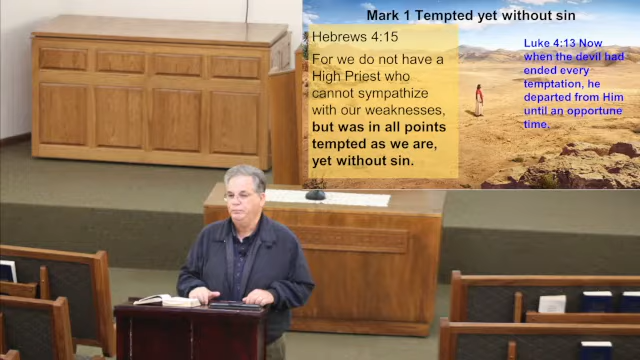 Mark 1 Tempted yet without sin
Hebrews 4:15
For we do not have a
High Priest who
cannot sympathize
with our weaknesses,
but was in all points
tempted as we are,
yet without sin.
Luke 4:13 Now
when the devil had
ended every
temptation, he
departed from Him
until an opportune
time.